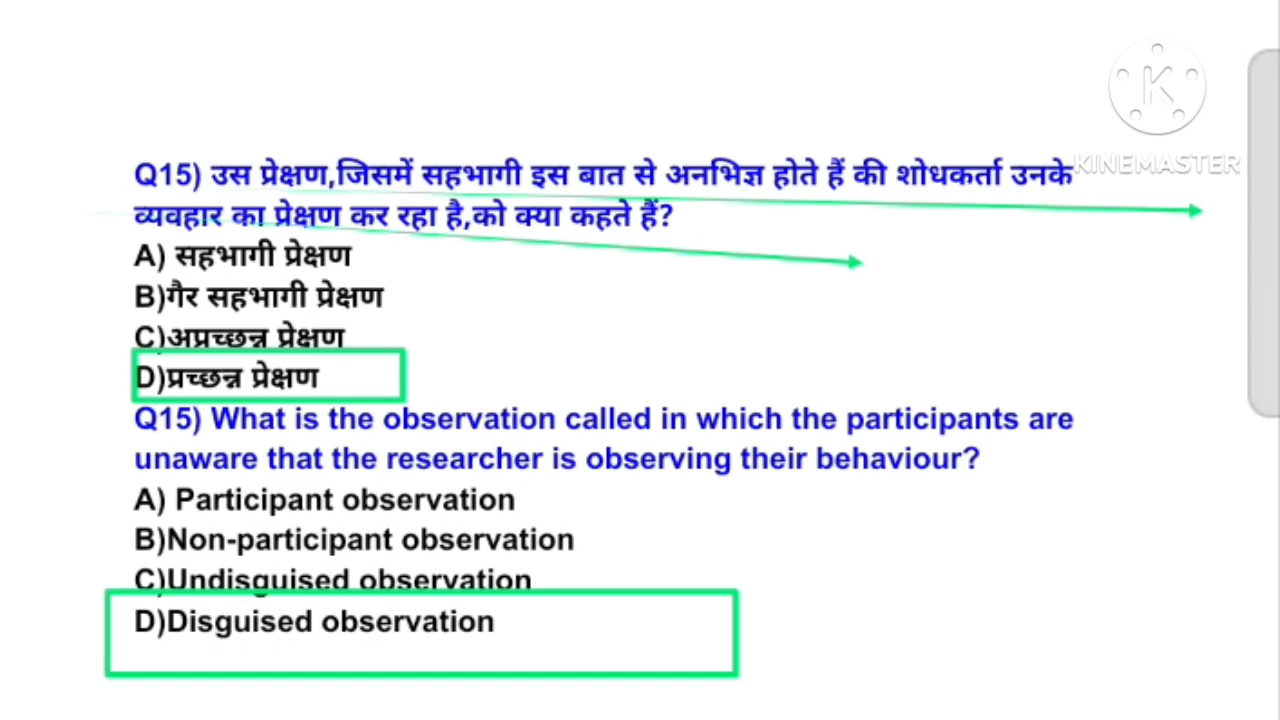 KINEMASTER
Q15) उस प्रेक्षण,जिसमें सहभागी इस बात से अनभिज्ञ होते हैं की शोधकर्ता उनके
व्यवहार का प्रेक्षण कर रहा है,को क्या कहते हैं?
A) सहभागी प्रेक्षण
B)गैर सहभागी प्रेक्षण
C)अप्रच्छन्न प्रेक्षण
D)प्रच्छन्न प्रेक्षण
Q15) What is the observation called in which the participants are
unaware that the researcher is observing their behaviour?
A) Participant observation
B)Non-participant observation
C)Undisguised observation
D)Disguised observation